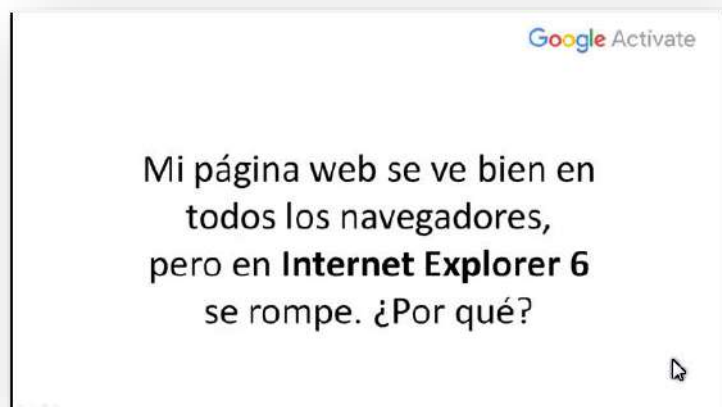 Google Activate
Mi página web se ve bien en
todos los navegadores,
pero en Internet Explorer 6
se rompe. ¿Por qué?